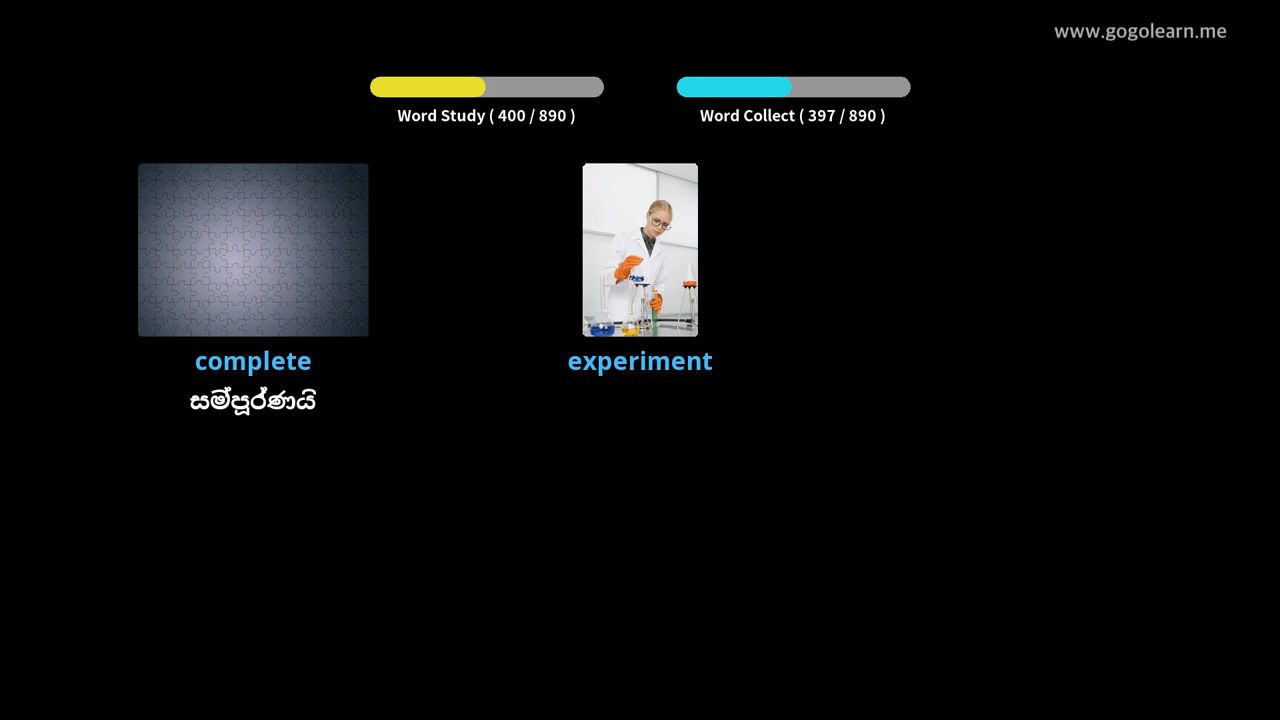 www.gogolearn.me
Word Study ( 400 / 890 )
Word Collect ( 397 / 890 )
complete
experiment
සම්පූර්ණයි